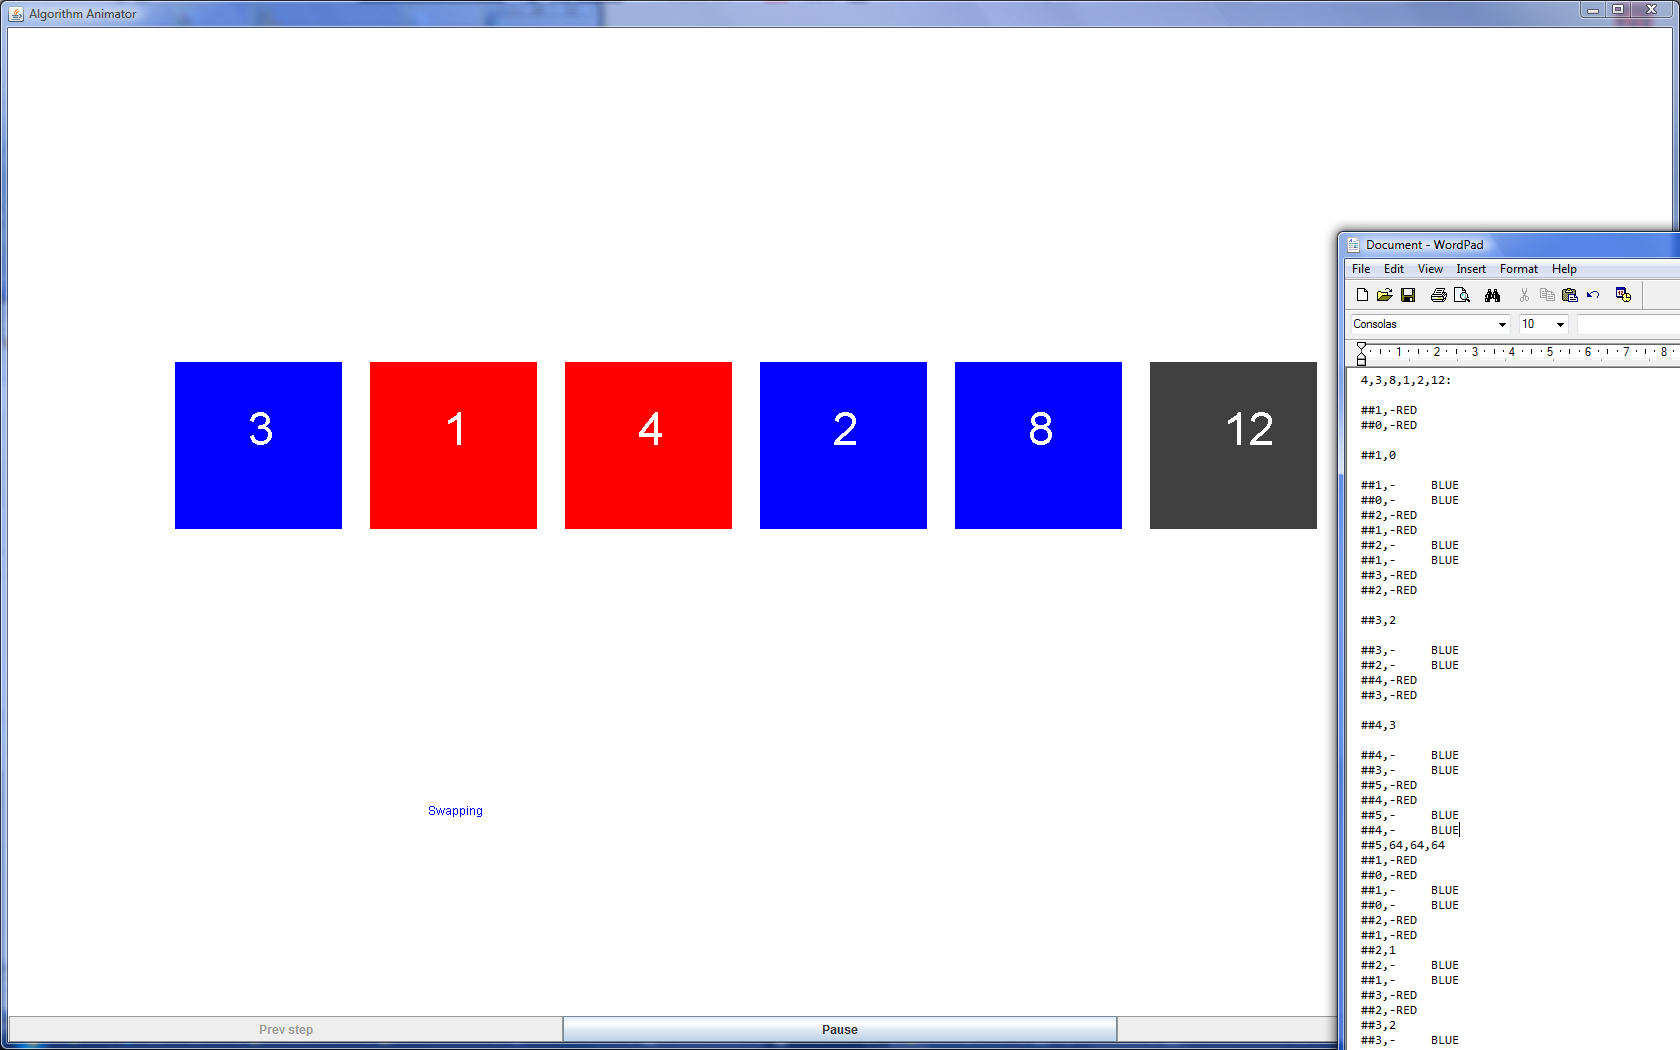 Algorithm Animator
3 1 4 2 8 12
Swapping
Prev step
Pause
Document - WordPad
File Edit View Insert Format Help
Consolas 10
1 2 3 4 5 6 7 8
4,3,8,1,2,12:
##1,-RED
##0,-RED
##1,0
##1,- BLUE
##0,- BLUE
##2,-RED
##1,-RED
##2,- BLUE
##1,- BLUE
##3,-RED
##2,-RED
##3,2
##3,- BLUE
##2,- BLUE
##4,-RED
##3,-RED
##4,3
##4,- BLUE
##3,- BLUE
##5,-RED
##4,-RED
##5,- BLUE
##4,- BLUE
##5,64,64,64
##1,-RED
##0,-RED
##1,- BLUE
##0,- BLUE
##2,-RED
##1,-RED
##2,1
##2,- BLUE
##1,- BLUE
##3,-RED
##2,-RED
##3,2
##3,- BLUE